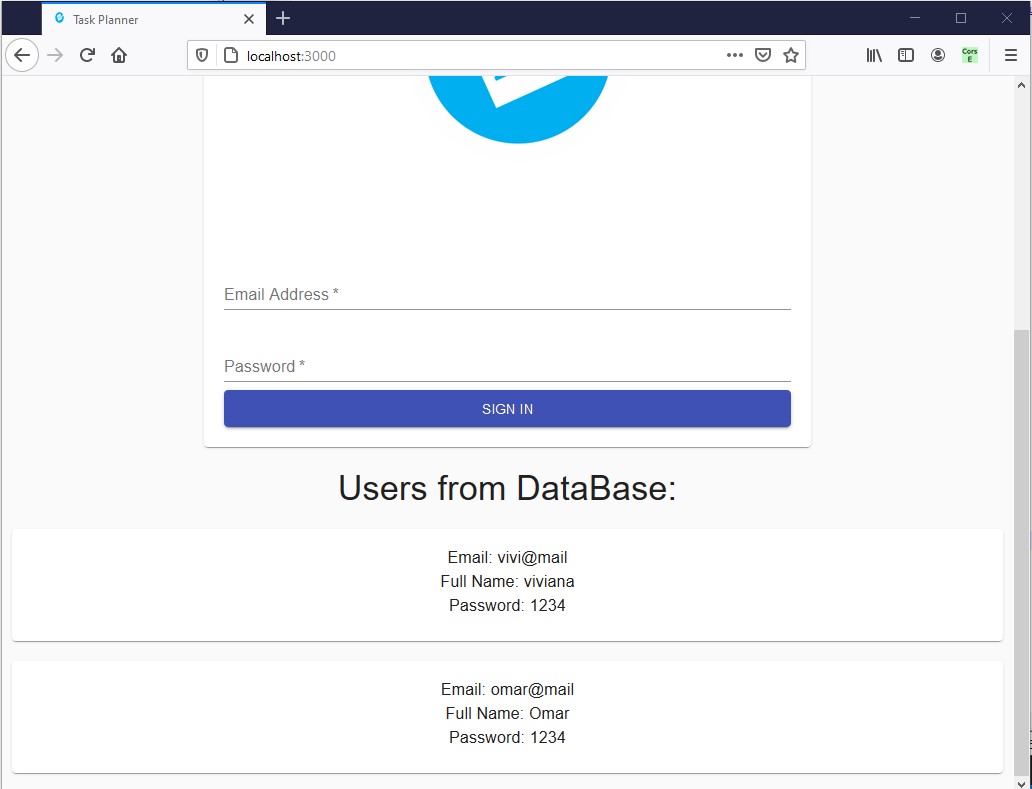 Task Planner
localhost:3000
Cors
E
Email Address *
Password *
SIGN IN
Users from DataBase:
Email: vivi@mail
Full Name: viviana
Password: 1234
Email: omar@mail
Full Name: Omar
Password: 1234